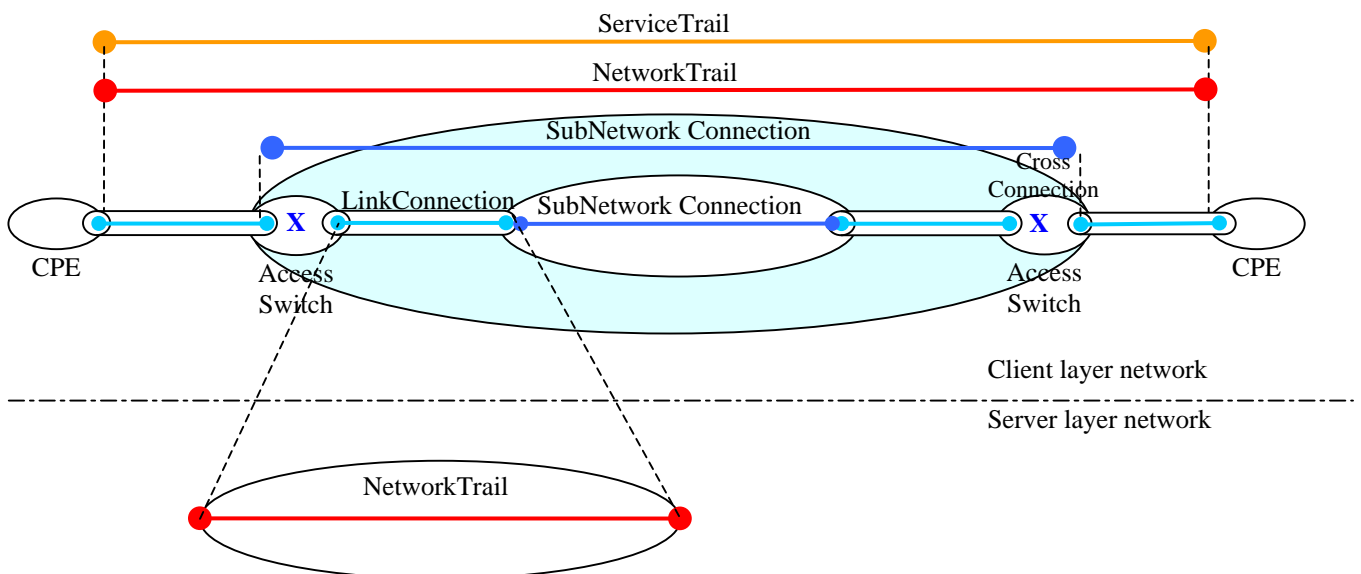 ServiceTrail
NetworkTrail
SubNetwork Connection
Cross
Connection
LinkConnection
SubNetwork Connection
X
X
CPE
Access
Switch
Access
Switch
CPE
Client layer network
Server layer network
NetworkTrail